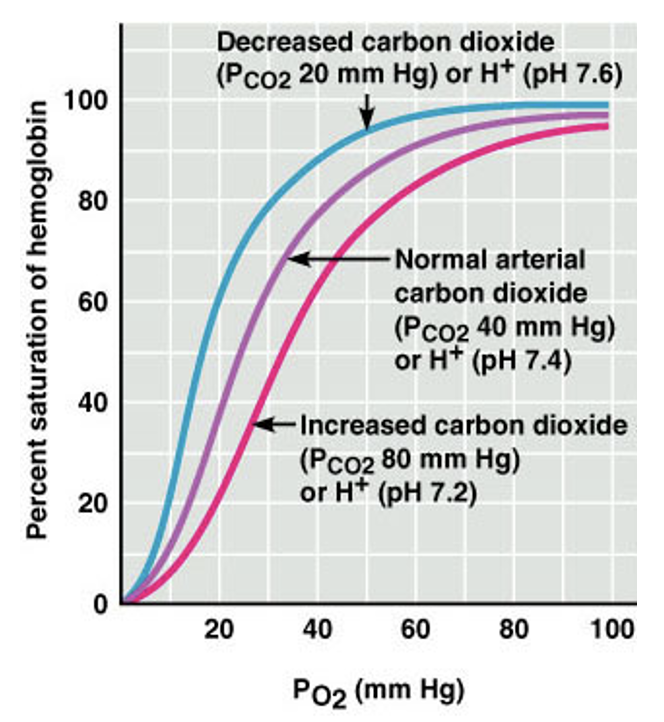 Decreased carbon dioxide
(PCO2 20 mm Hg) or H+ (pH 7.6)
100
80
60
40
20
0
Percent saturation of hemoglobin
Normal arterial
carbon dioxide
(PCO2 40 mm Hg)
or H+ (pH 7.4)
Increased carbon dioxide
(PCO2 80 mm Hg)
or H+ (pH 7.2)
20 40 60 80 100
PO2 (mm Hg)